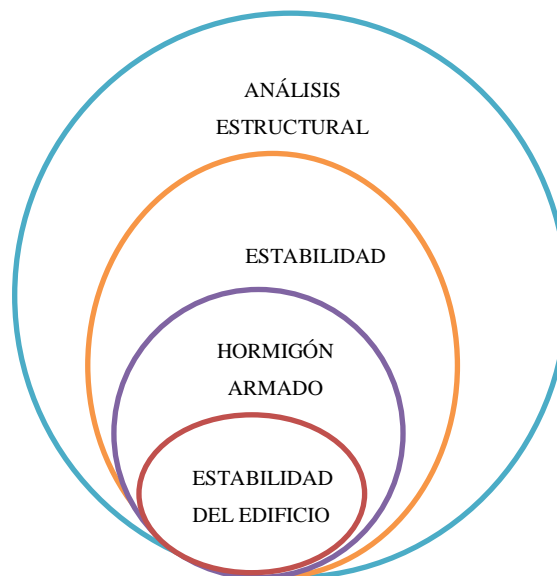 ANÁLISIS
ESTRUCTURAL
ESTABILIDAD
HORMIGÓN
ARMADO
ESTABILIDAD
DEL EDIFICIO